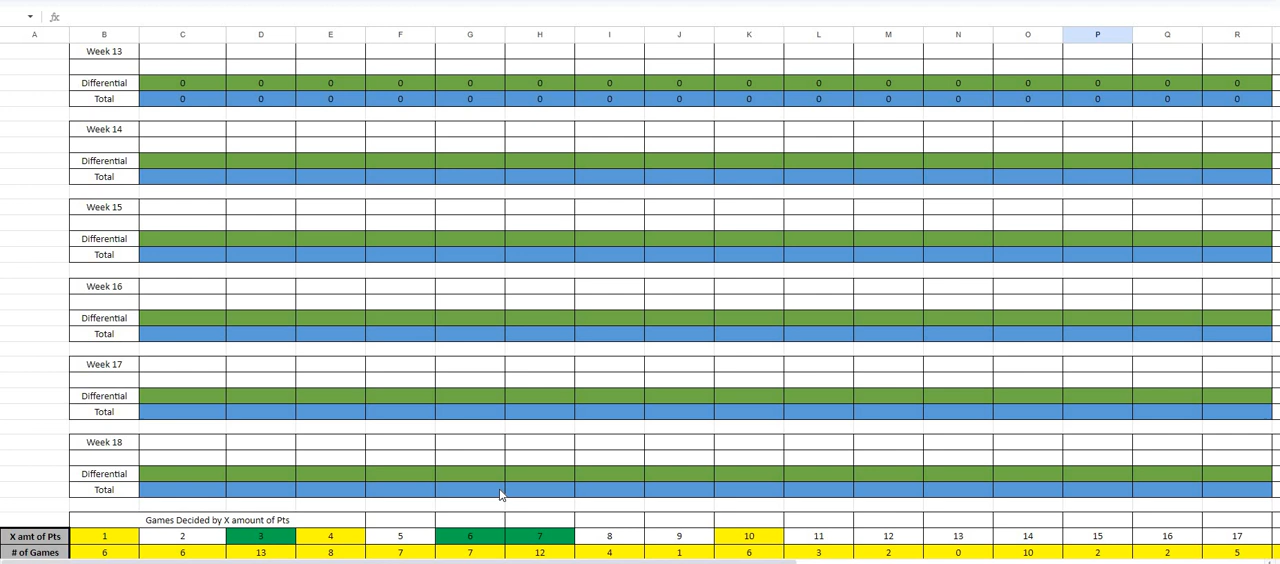 fx
A B C D E F G H I J K L M N O P Q R
Week 13
Differential 0 0 0 0 0 0 0 0 0 0 0 0 0 0 0 0
Total 0 0 0 0 0 0 0 0 0 0 0 0 0 0 0 0
Week 14
Differential
Total
Week 15
Differential
Total
Week 16
Differential
Total
Week 17
Differential
Total
Week 18
Differential
Total
Games Decided by X amount of Pts
X amt of Pts 1 2 3 4 5 6 7 8 9 10 11 12 13 14 15 16 17
# of Games 6 6 13 8 7 7 12 4 1 6 3 2 0 10 2 2 5